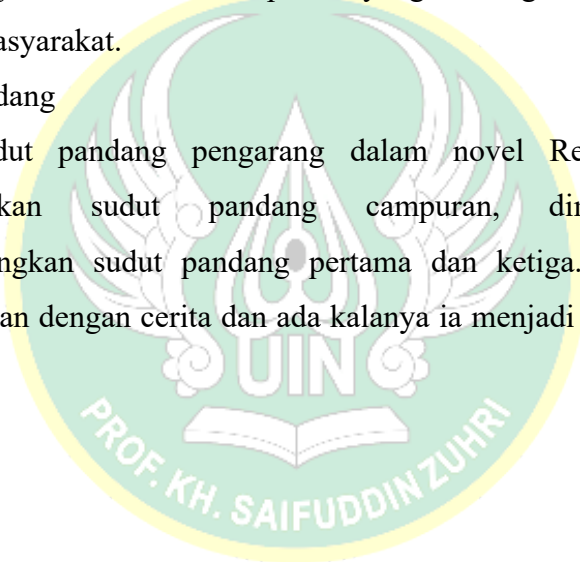 asyarakat.
dang
dut pandang pengarang dalam novel Re
kan sudut pandang campuran, di
ngkan sudut pandang pertama dan ketiga.
an dengan cerita dan ada kalanya ia menjadi
UIN
PROF. KH. SAIFUDDIN ZUHRI